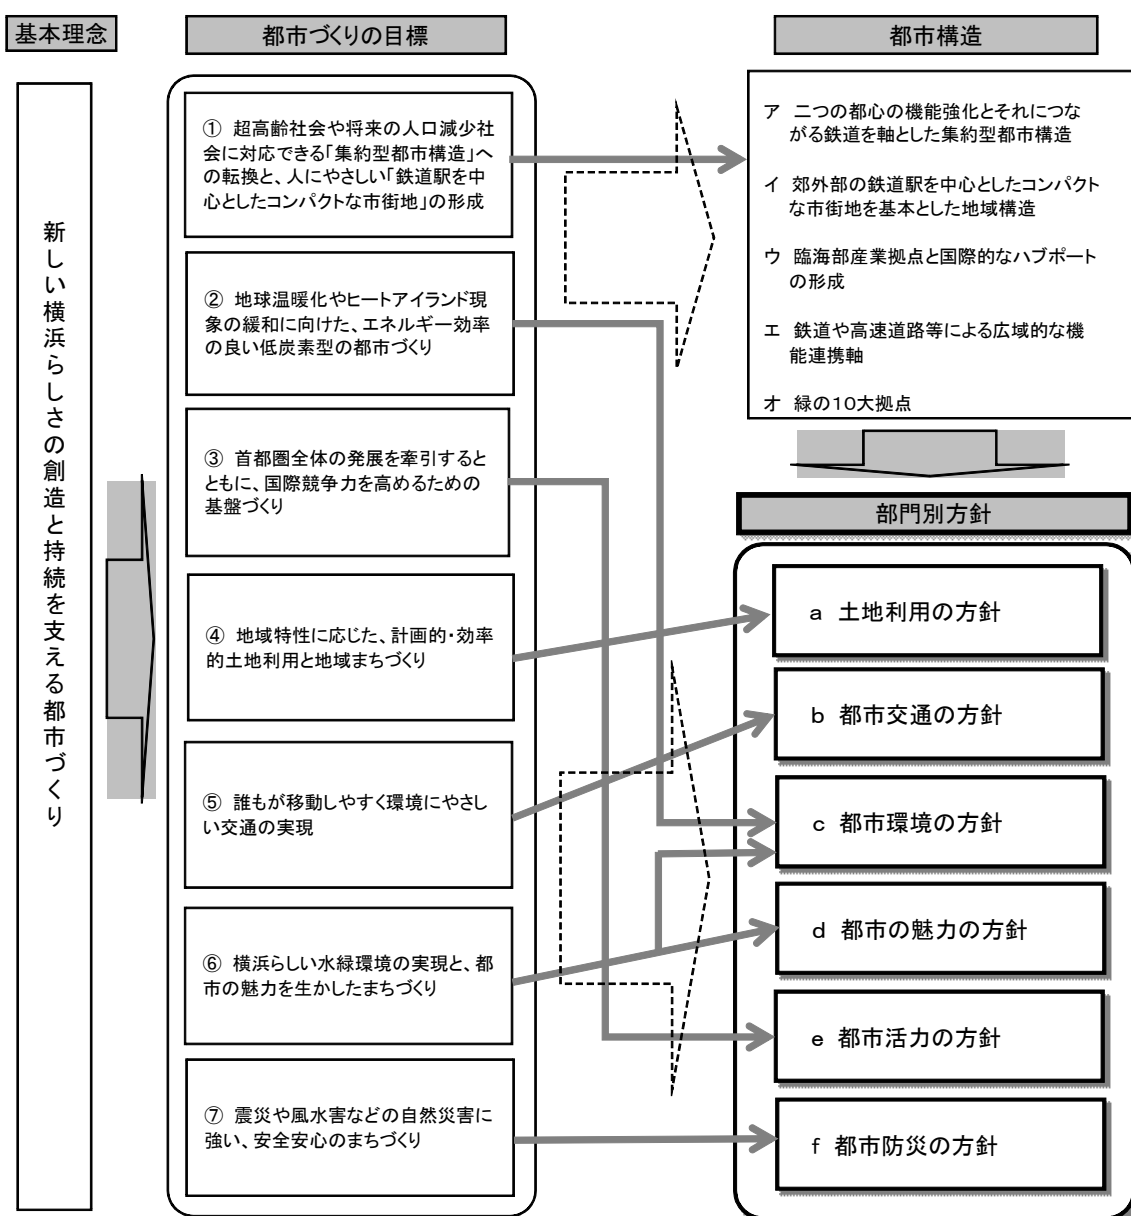 基本理念
新しい横浜らしさの創造と持続を支える都市づくり
都市づくりの目標
① 超高齢社会や将来の人口減少社
会に対応できる「集約型都市構造」へ
の転換と、人にやさしい「鉄道駅を中
心としたコンパクトな市街地」の形成
② 地球温暖化やヒートアイランド現
象の緩和に向けた、エネルギー効率
の良い低炭素型の都市づくり
③ 首都圏全体の発展を牽引すると
ともに、国際競争力を高めるための
基盤づくり
④ 地域特性に応じた、計画的・効率
的土地利用と地域まちづくり
⑤ 誰もが移動しやすく環境にやさし
い交通の実現
⑥ 横浜らしい水緑環境の実現と、都
市の魅力を生かしたまちづくり
⑦ 震災や風水害などの自然災害に
強い、安全安心のまちづくり
都市構造
ア 二つの都心の機能強化とそれにつな
がる鉄道を軸とした集約型都市構造
イ 郊外部の鉄道駅を中心としたコンパクト
な市街地を基本とした地域構造
ウ 臨海部産業拠点と国際的なハブポート
の形成
エ 鉄道や高速道路等による広域的な機
能連携軸
オ 緑の10大拠点
部門別方針
a 土地利用の方針
b 都市交通の方針
c 都市環境の方針
d 都市の魅力の方針
e 都市活力の方針
f 都市防災の方針